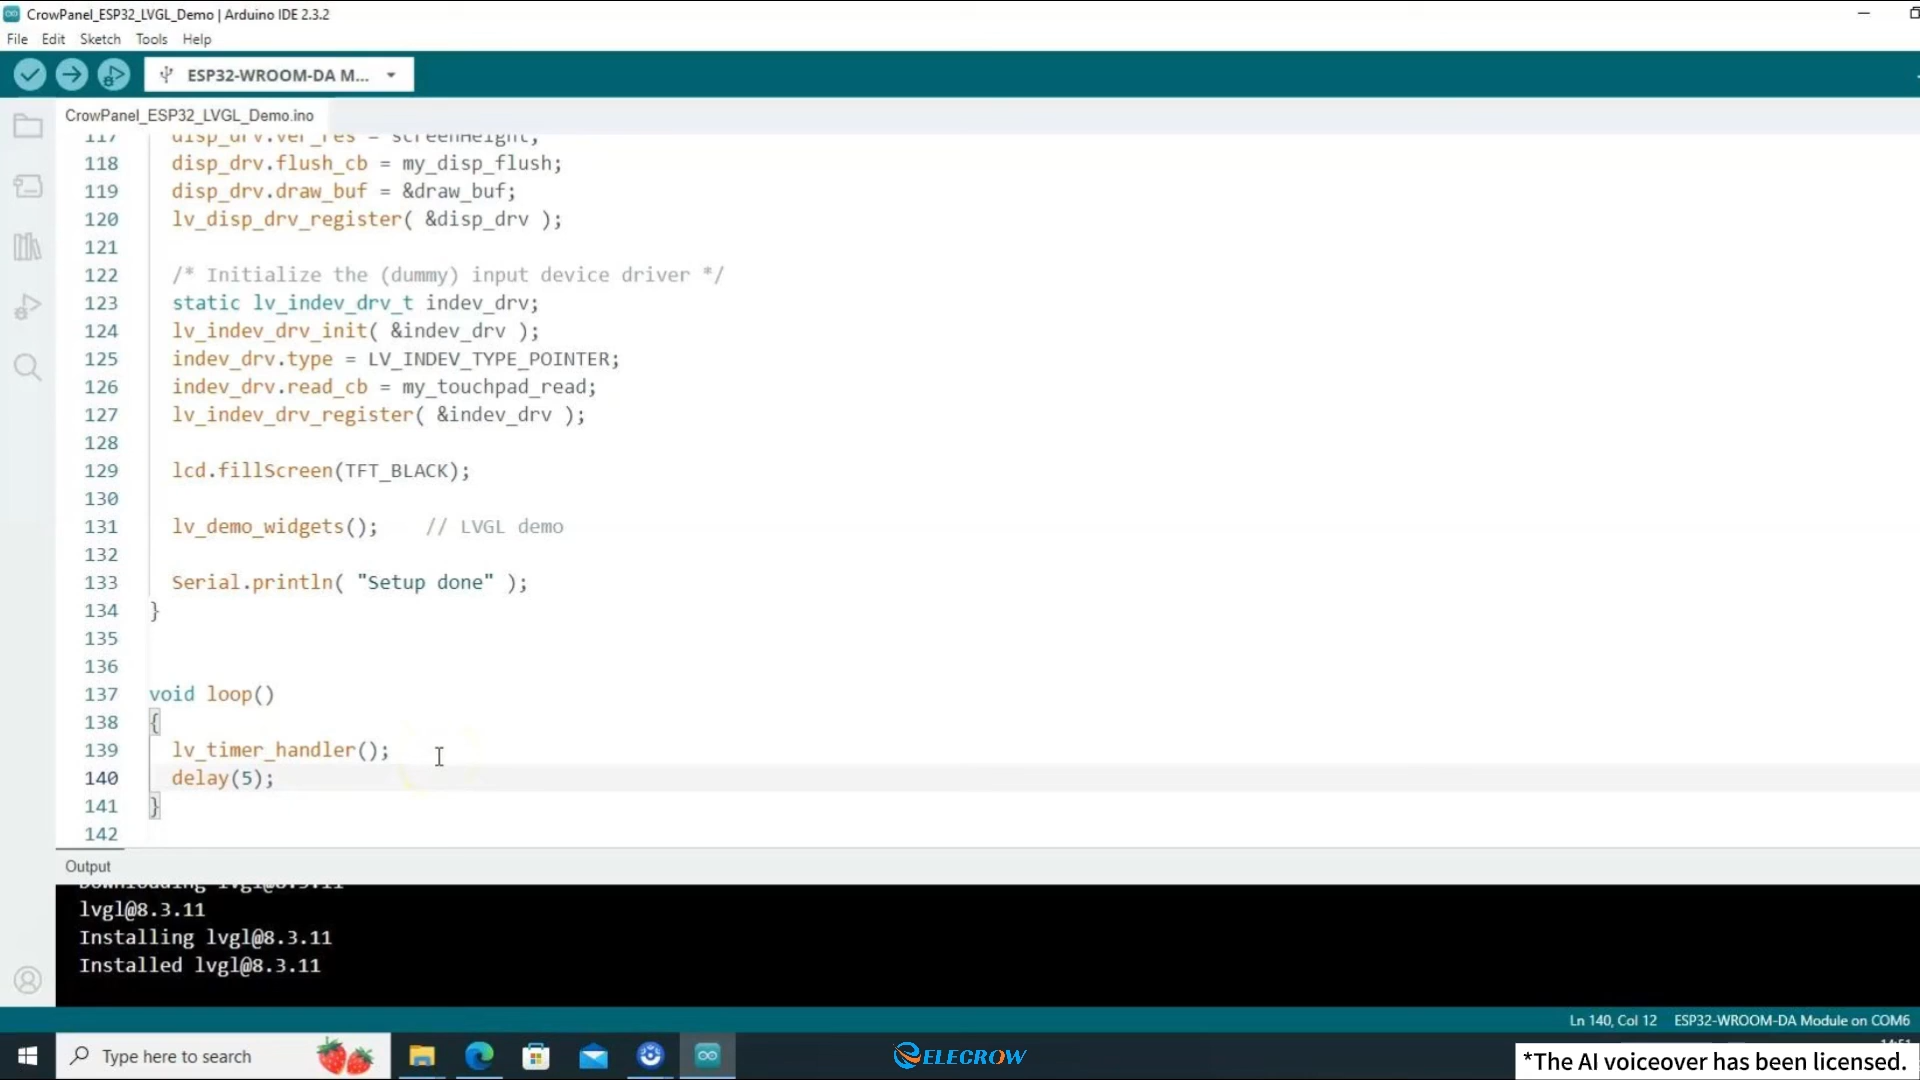 CrowPanel_ESP32_LVGL_Demo | Arduino IDE 2.3.2
File Edit Sketch Tools Help
ESP32-WROOM-DA M...
CrowPanel_ESP32_LVGL_Demo.ino
117 disp_drv.ver_res = screenHeight;
118 disp_drv.flush_cb = my_disp_flush;
119 disp_drv.draw_buf = &draw_buf;
120 lv_disp_drv_register( &disp_drv );
121
122 /* Initialize the (dummy) input device driver */
123 static lv_indev_drv_t indev_drv;
124 lv_indev_drv_init( &indev_drv );
125 indev_drv.type = LV_INDEV_TYPE_POINTER;
126 indev_drv.read_cb = my_touchpad_read;
127 lv_indev_drv_register( &indev_drv );
128
129 lcd.fillScreen(TFT_BLACK);
130
131 lv_demo_widgets(); // LVGL demo
132
133 Serial.println( "Setup done" );
134 }
135
136
137 void loop()
138 {
139 lv_timer_handler();
140 delay(5);
141 }
142
Output
Downloading lvgl@8.3.11
lvgl@8.3.11
Installing lvgl@8.3.11
Installed lvgl@8.3.11
Ln 140, Col 12 ESP32-WROOM-DA Module on COM6
Type here to search
ELECROW
*The AI voiceover has been licensed.